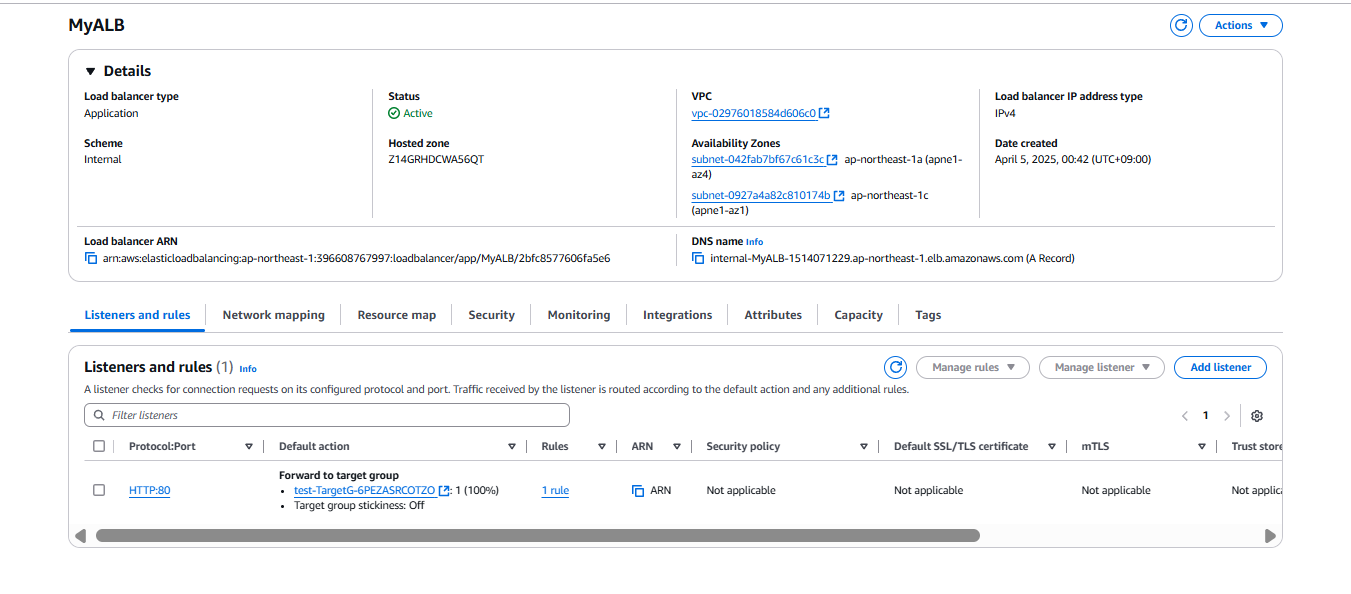 MyALB
Actions
Details
Load balancer type
Application
Status
Active
VPC
vpc-02976018584d606c0
Load balancer IP address type
IPv4
Scheme
Internal
Hosted zone
Z14GRHDCWA56QT
Availability Zones
subnet-042fab7bf67c61c3c ap-northeast-1a (apne1-
az4)
subnet-0927a4a82c810174b ap-northeast-1c
(apne1-az1)
Date created
April 5, 2025, 00:42 (UTC+09:00)
Load balancer ARN
arn:aws:elasticloadbalancing:ap-northeast-1:396608767997:loadbalancer/app/MyALB/2bfc8577606fa5e6
DNS name Info
internal-MyALB-1514071229.ap-northeast-1.elb.amazonaws.com (A Record)
Listeners and rules Network mapping Resource map Security Monitoring Integrations Attributes Capacity Tags
Listeners and rules (1) Info
Manage rules Manage listener Add listener
A listener checks for connection requests on its configured protocol and port. Traffic received by the listener is routed according to the default action and any additional rules.
Filter listeners
1
Protocol:Port Default action Rules ARN Security policy Default SSL/TLS certificate mTLS Trust store
HTTP:80
Forward to target group
• test-TargetG-6PEZASRCOTZO : 1 (100%)
• Target group stickiness: Off
1 rule
ARN
Not applicable
Not applicable
Not applicable
Not applica